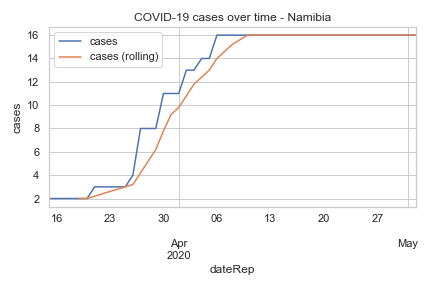 COVID-19 cases over time - Namibia
cases
cases (rolling)
cases
16
14
12
10
8
6
4
2
16 23 30 06 13 20 27
Apr May
2020
dateRep